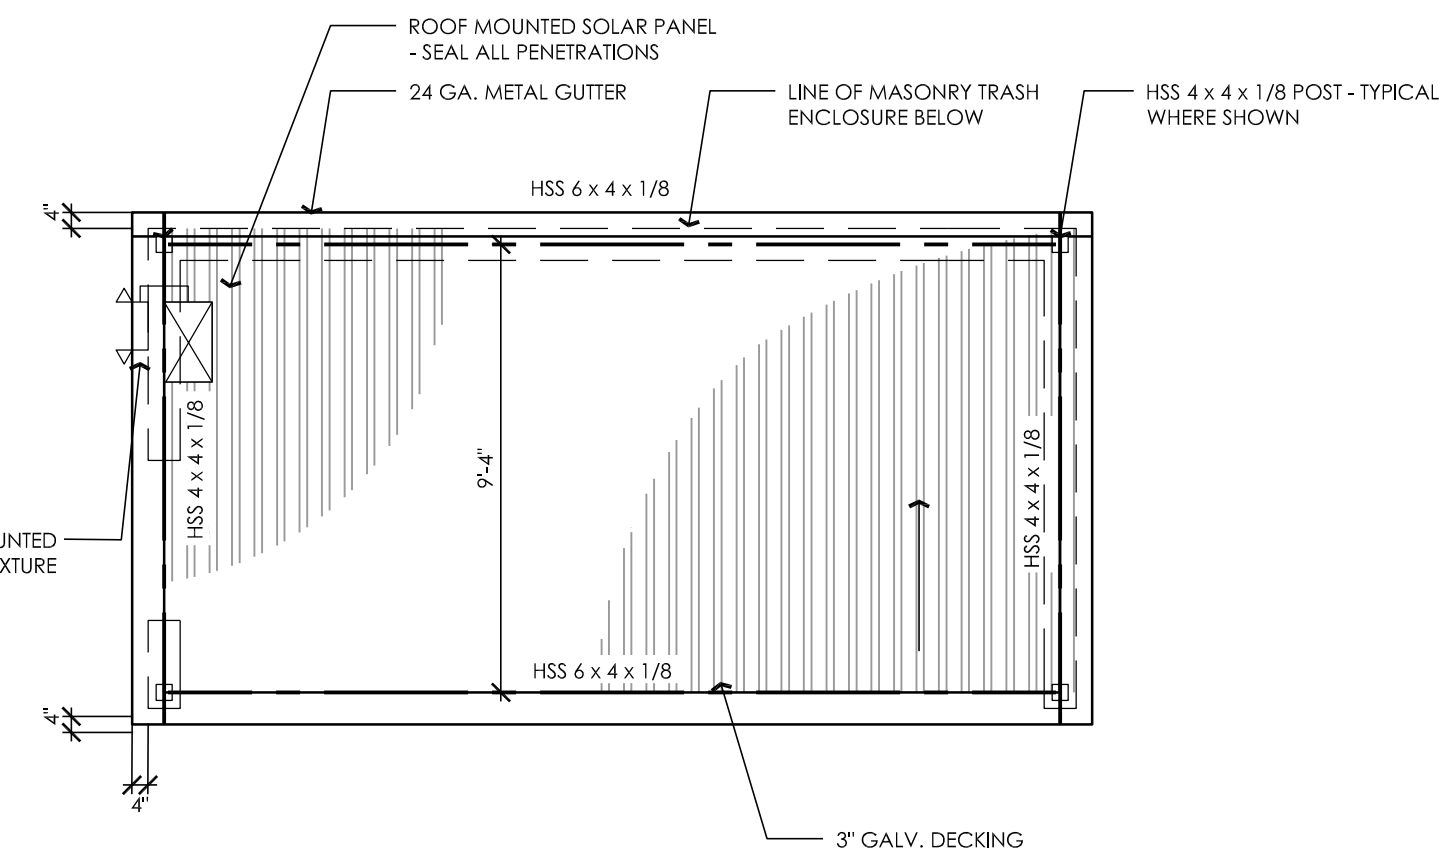 ROOF MOUNTED SOLAR PANEL
- SEAL ALL PENETRATIONS
24 GA. METAL GUTTER
LINE OF MASONRY TRASH
ENCLOSURE BELOW
HSS 4 x 4 x 1/8 POST - TYPICAL
WHERE SHOWN
HSS 6 x 4 x 1/8
4"
HSS 4 x 4 x 1/8
9'-4"
HSS 4 x 4 x 1/8
UNTED
XTURE
HSS 6 x 4 x 1/8
4"
4"
3" GALV. DECKING